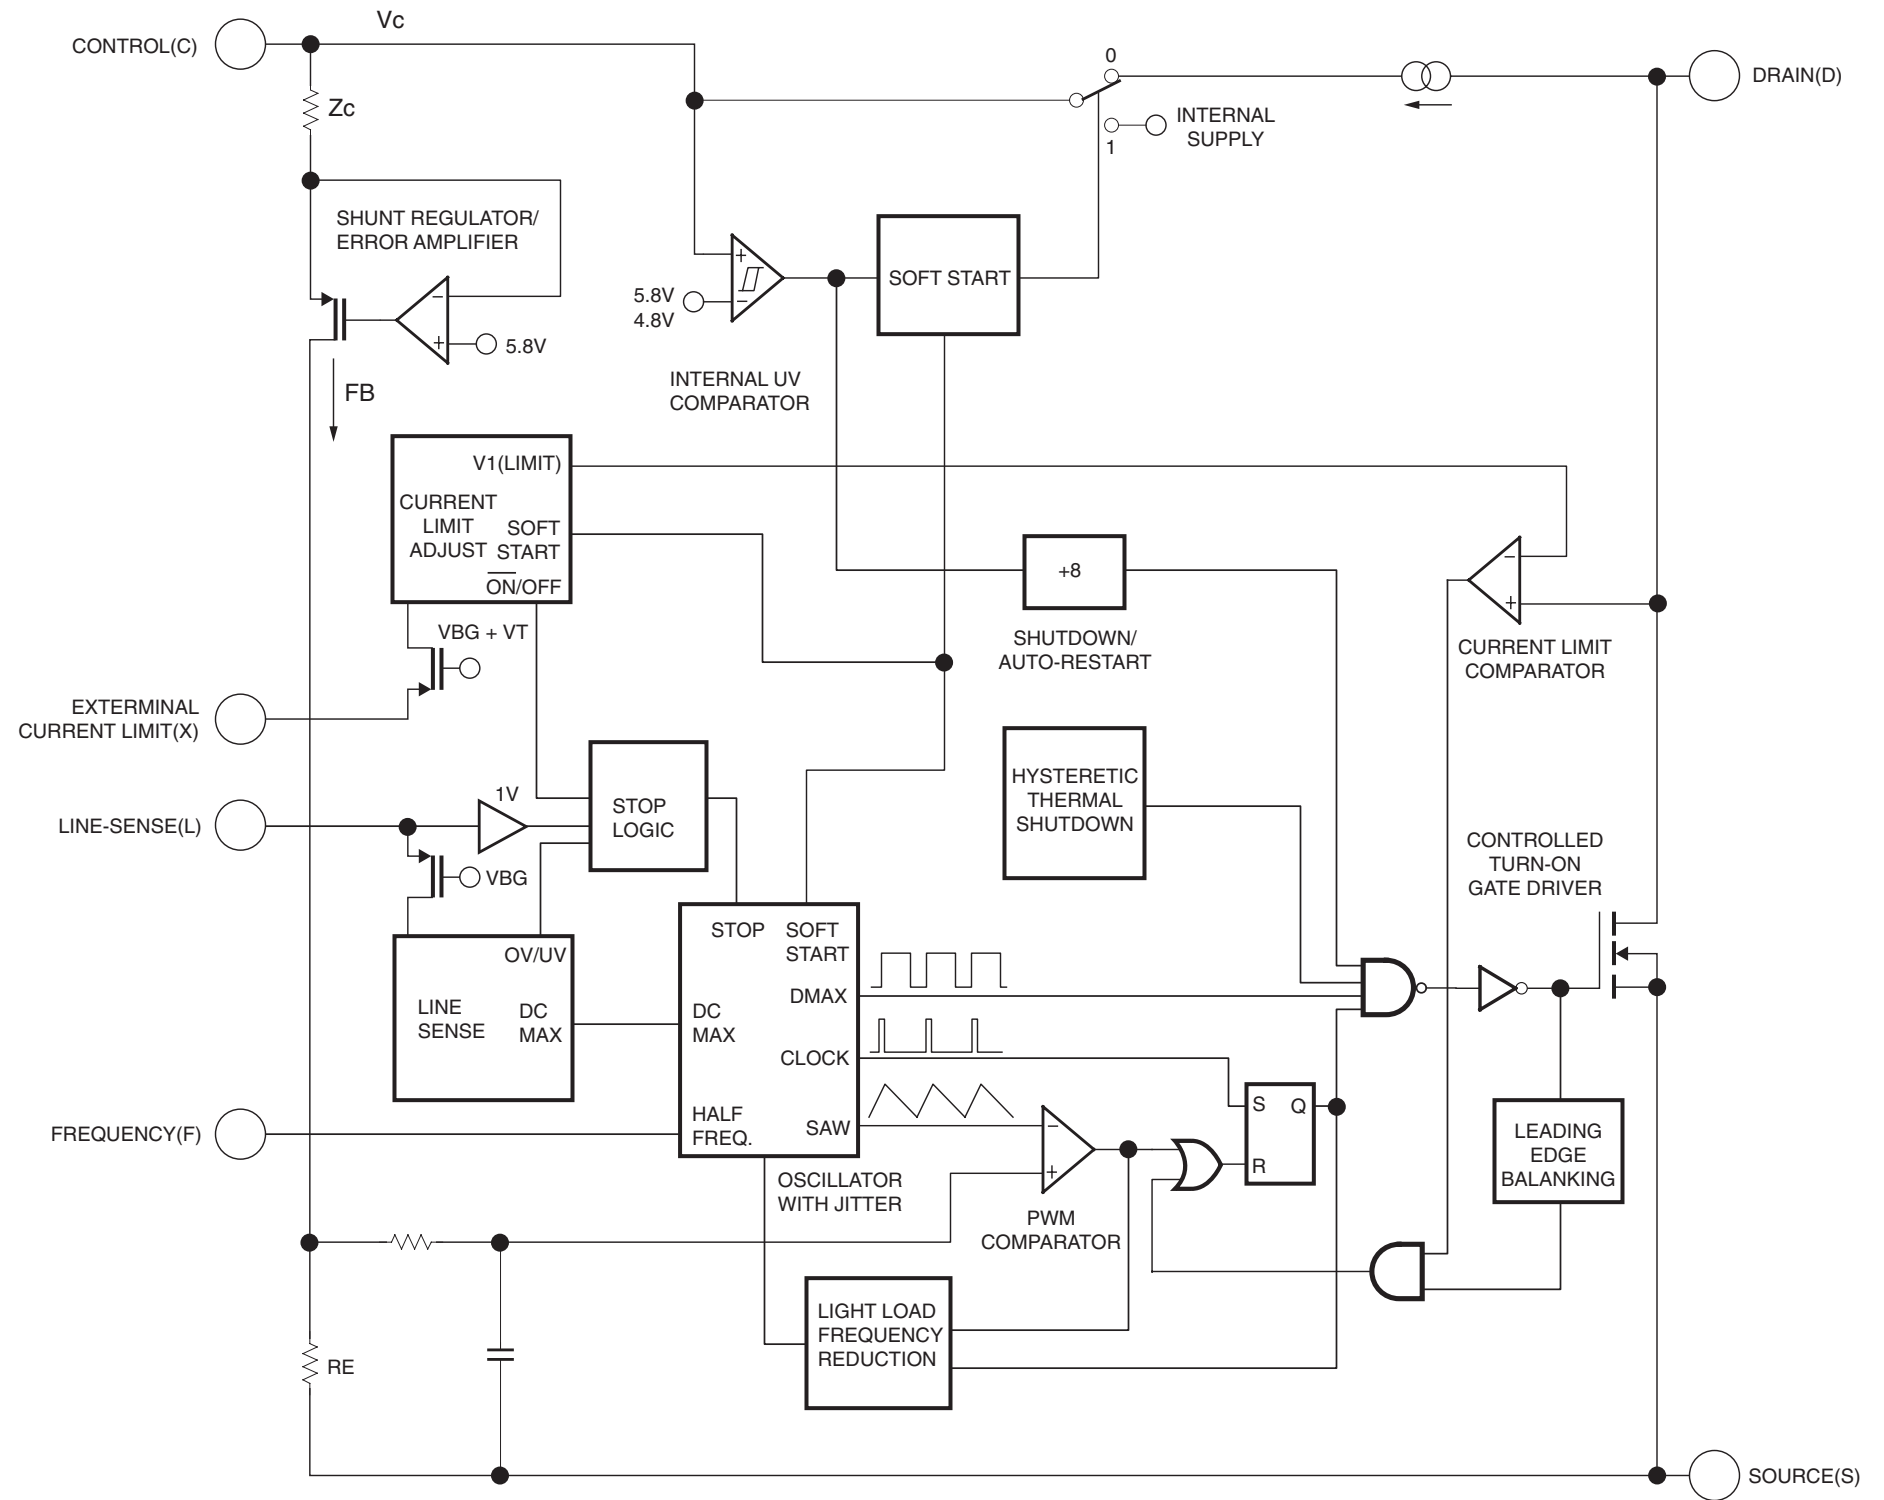 Vc
CONTROL(C)
0
DRAIN(D)
Zc
INTERNAL
SUPPLY
1
SHUNT REGULATOR/
ERROR AMPLIFIER
−
+
5.8V
+
−
5.8V
4.8V
SOFT START
INTERNAL UV
COMPARATOR
FB
V1(LIMIT)
CURRENT
LIMIT
ADJUST
SOFT
START
ON/OFF
+8
SHUTDOWN/
AUTO-RESTART
−
+
CURRENT LIMIT
COMPARATOR
VBG + VT
EXTERMINAL
CURRENT LIMIT(X)
HYSTERETIC
THERMAL
SHUTDOWN
1V
STOP
LOGIC
LINE-SENSE(L)
VBG
CONTROLLED
TURN-ON
GATE DRIVER
OV/UV
LINE
SENSE
DC
MAX
STOP
SOFT
START
DMAX
DC
MAX
CLOCK
HALF
FREQ.
SAW
FREQUENCY(F)
OSCILLATOR
WITH JITTER
−
+
PWM
COMPARATOR
S
Q
R
LEADING
EDGE
BALANKING
LIGHT LOAD
FREQUENCY
REDUCTION
RE
SOURCE(S)